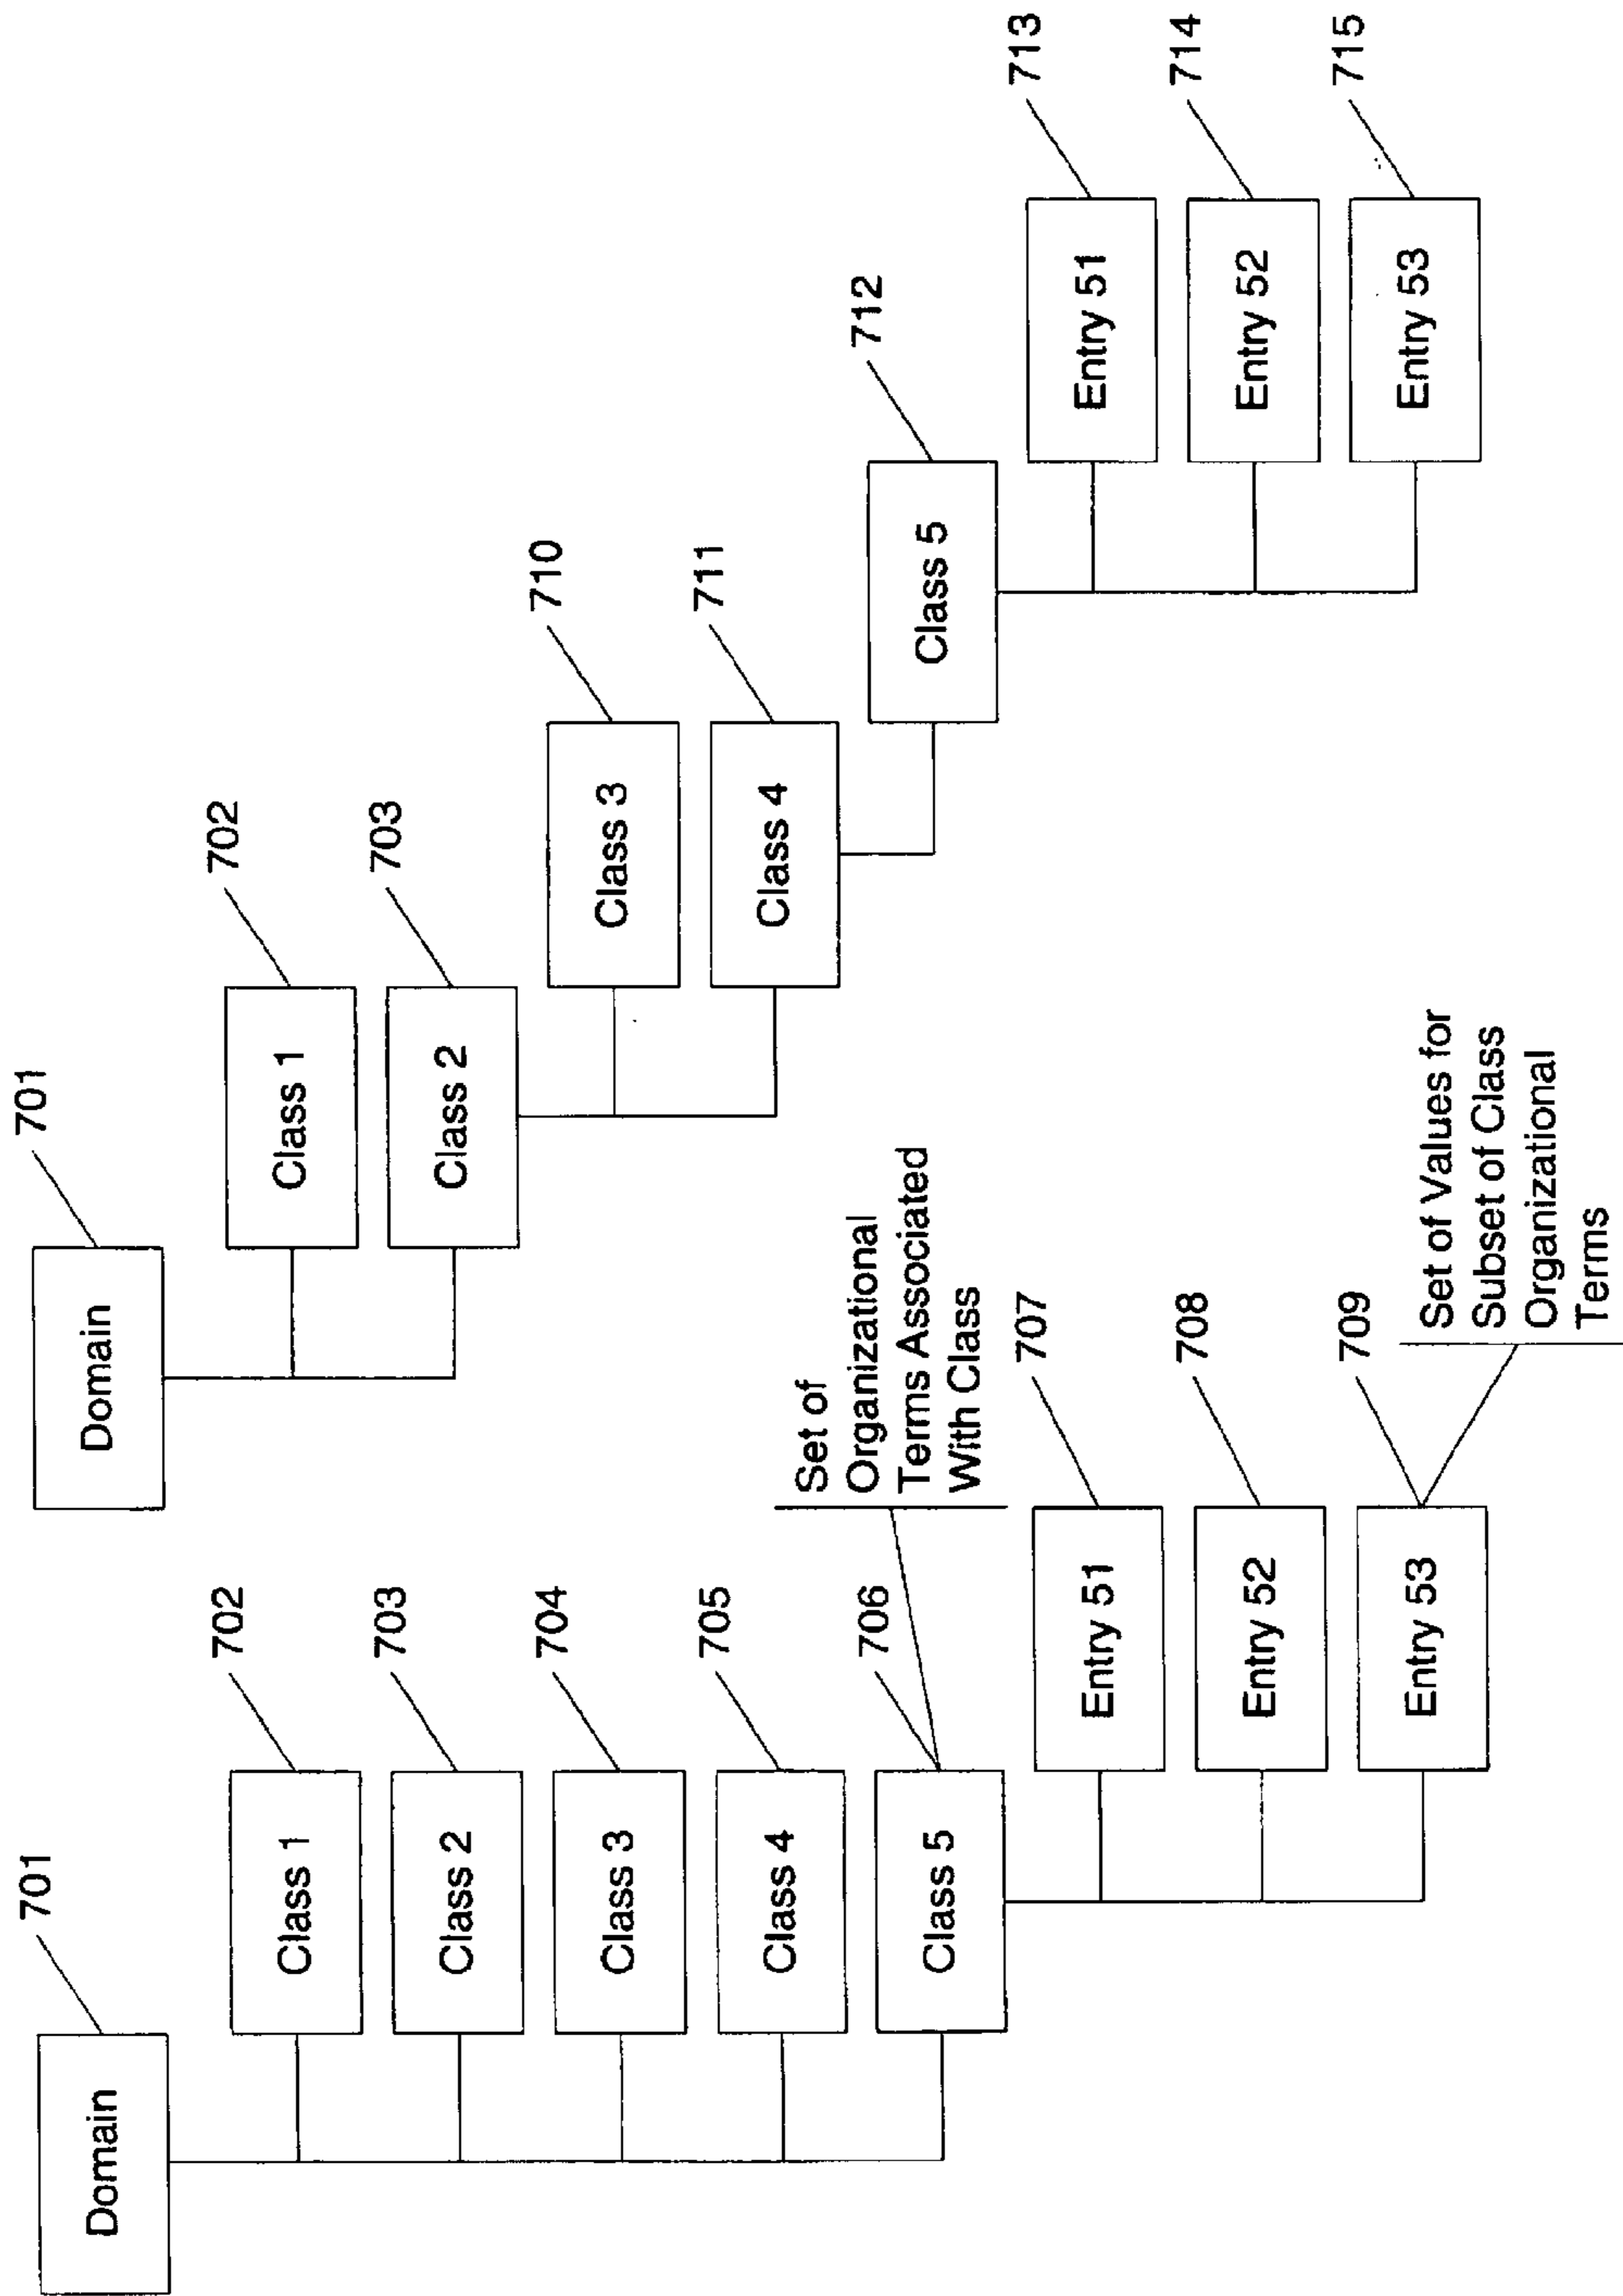 701
Domain
702
Class 1
703
Class 2
704
Class 3
705
Class 4
706
Class 5
Set of
Organizational
Terms Associated
With Class
707
Entry 51
708
Entry 52
709
Entry 53
Set of Values for
Subset of Class
Organizational
Terms
701
Domain
702
Class 1
703
Class 2
710
Class 3
711
Class 4
712
Class 5
713
Entry 51
714
Entry 52
715
Entry 53